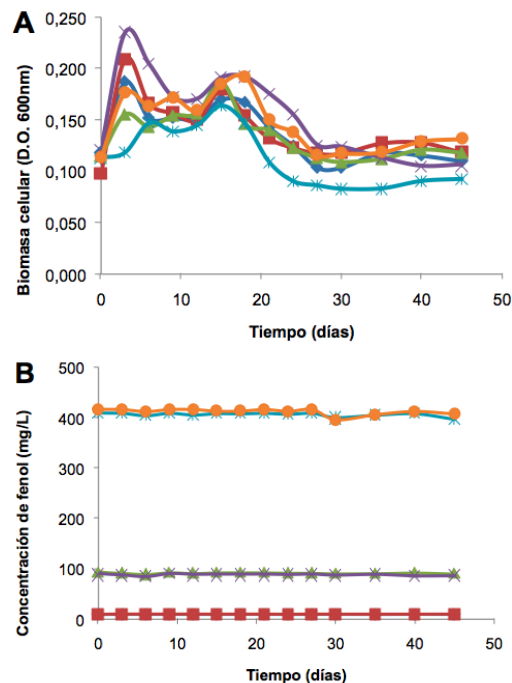 A
Biomasa celular (D.O. 600nm)
0,250
0,200
0,150
0,100
0,050
0,000
0 10 20 30 40 50
Tiempo (días)
B
Concentración de fenol (mg/L)
500
400
300
200
100
0
0 10 20 30 40 50
Tiempo (días)